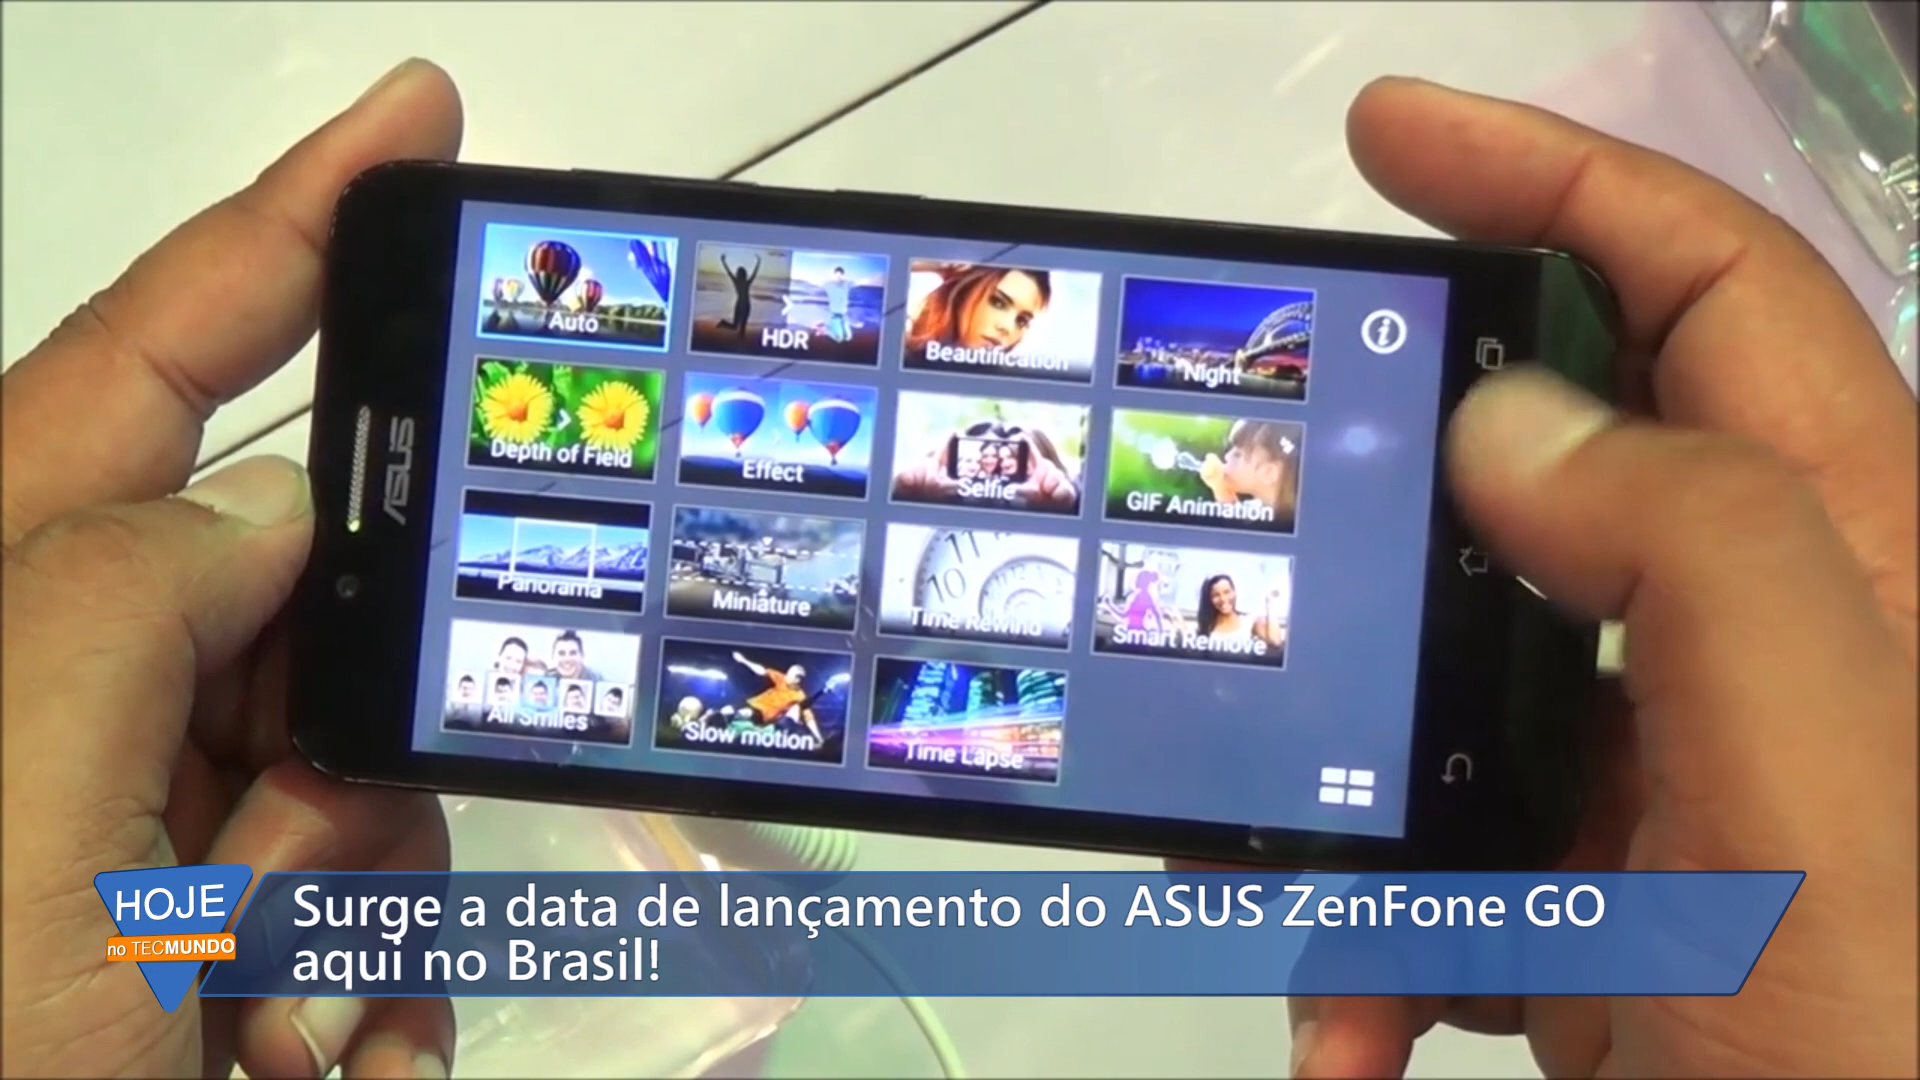 ASUS
Auto
HDR
Beautification
Night
Depth of Field
Effect
Selfie
GIF Animation
Panorama
Miniature
Time Rewind
Smart Remove
All Smiles
Slow motion
Time Lapse
HOJE
no TECMUNDO
Surge a data de lançamento do ASUS ZenFone GO
aqui no Brasil!